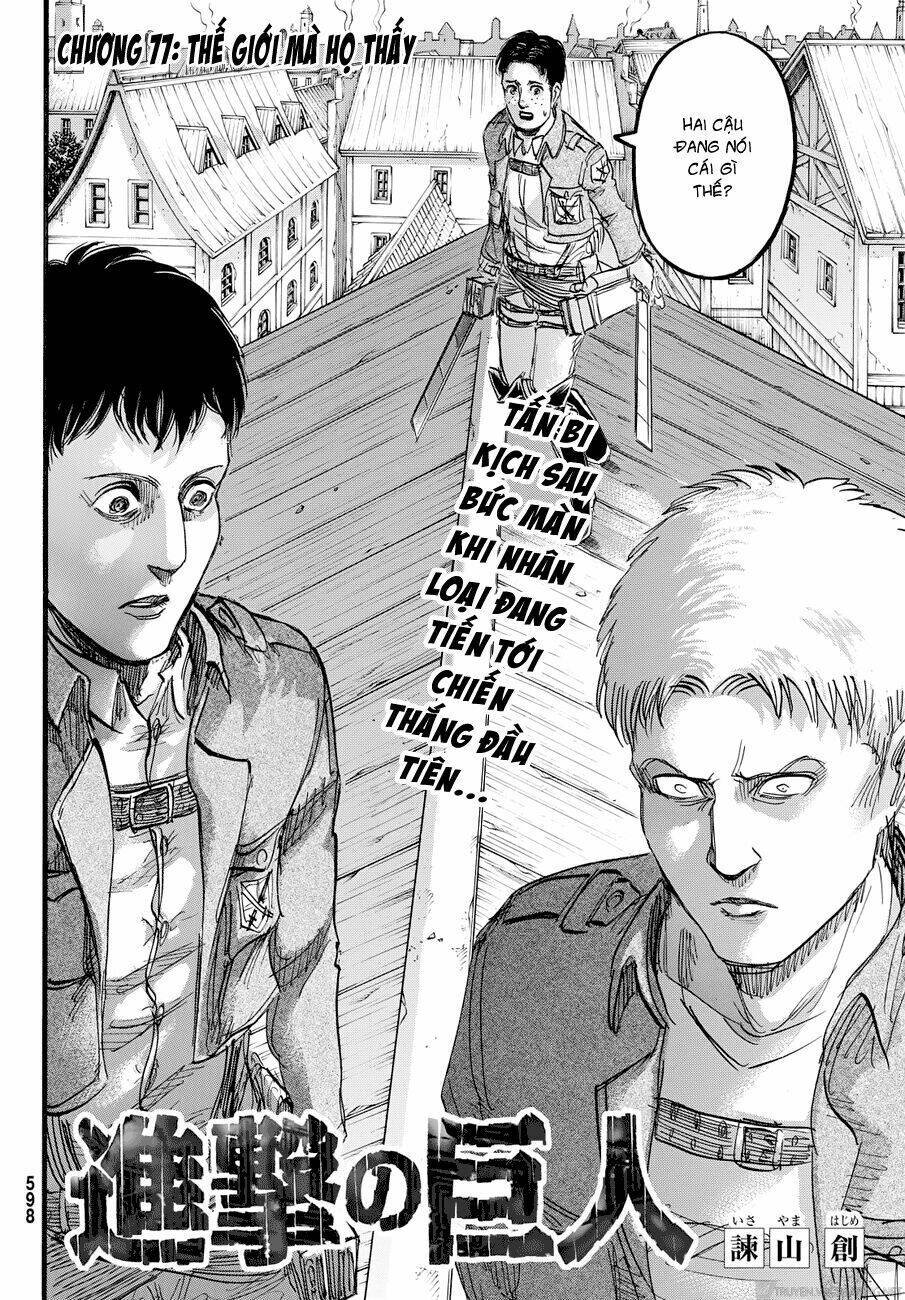 CHƯƠNG 77: THẾ GIỚI MÀ HỌ THẤY
HAI CẬU
ĐANG NÓI
CÁI GÌ
THẾ?
TẤN BI
KỊCH SAU
BỨC MÀN
KHI NHÂN
LOẠI ĐANG
TIẾN TỚI
CHIẾN
THẮNG ĐẦU
TIÊN...
進撃の巨人
いさ やま はじめ
諫山創
598